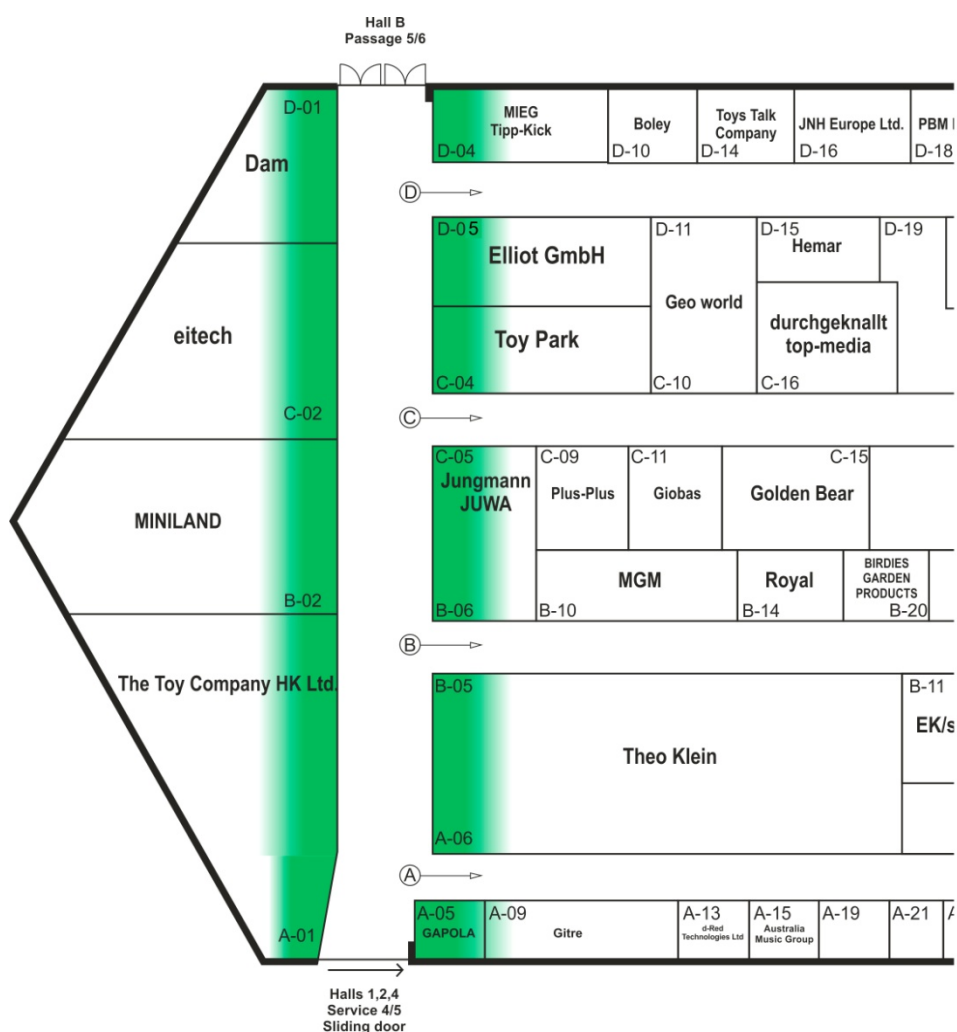 Hall B
Passage 5/6
D-01
Dam
eitech
C-02
MINILAND
B-02
The Toy Company HK Ltd.
A-01
MIEG
Tipp-Kick
D-04
Boley
D-10
Toys Talk
Company
D-14
JNH Europe Ltd.
D-16
PBM
D-18
D
D-05
Elliot GmbH
Toy Park
C-04
D-11
Geo world
C-10
D-15
Hemar
D-19
durchgeknallt
top-media
C-16
C
C-05
Jungmann
JUWA
B-06
C-09
Plus-Plus
C-11
Giobas
C-15
Golden Bear
MGM
B-10
Royal
B-14
BIRDIES
GARDEN
PRODUCTS
B-20
B
B-05
Theo Klein
A-06
B-11
EK/s
A
A-05
GAPOLA
A-09
Gitre
A-13
d-Red
Technologies Ltd
A-15
Australia
Music Group
A-19
A-21
Halls 1,2,4
Service 4/5
Sliding door